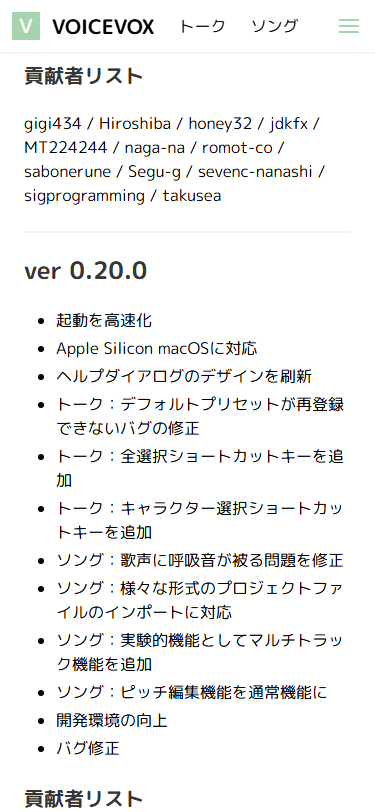 V VOICEVOX トーク ソング
貢献者リスト
gigi434 / Hiroshiba / honey32 / jdkfx /
MT224244 / naga-na / romot-co /
sabonerune / Segu-g / sevenc-nanashi /
sigprogramming / takusea
ver 0.20.0
• 起動を高速化
• Apple Silicon macOSに対応
• ヘルプダイアログのデザインを刷新
• トーク：デフォルトプリセットが再登録
できないバグの修正
• トーク：全選択ショートカットキーを追
加
• トーク：キャラクター選択ショートカッ
トキーを追加
• ソング：歌声に呼吸音が被る問題を修正
• ソング：様々な形式のプロジェクトファ
イルのインポートに対応
• ソング：実験的機能としてマルチトラッ
ク機能を追加
• ソング：ピッチ編集機能を通常機能に
• 開発環境の向上
• バグ修正
貢献者リスト